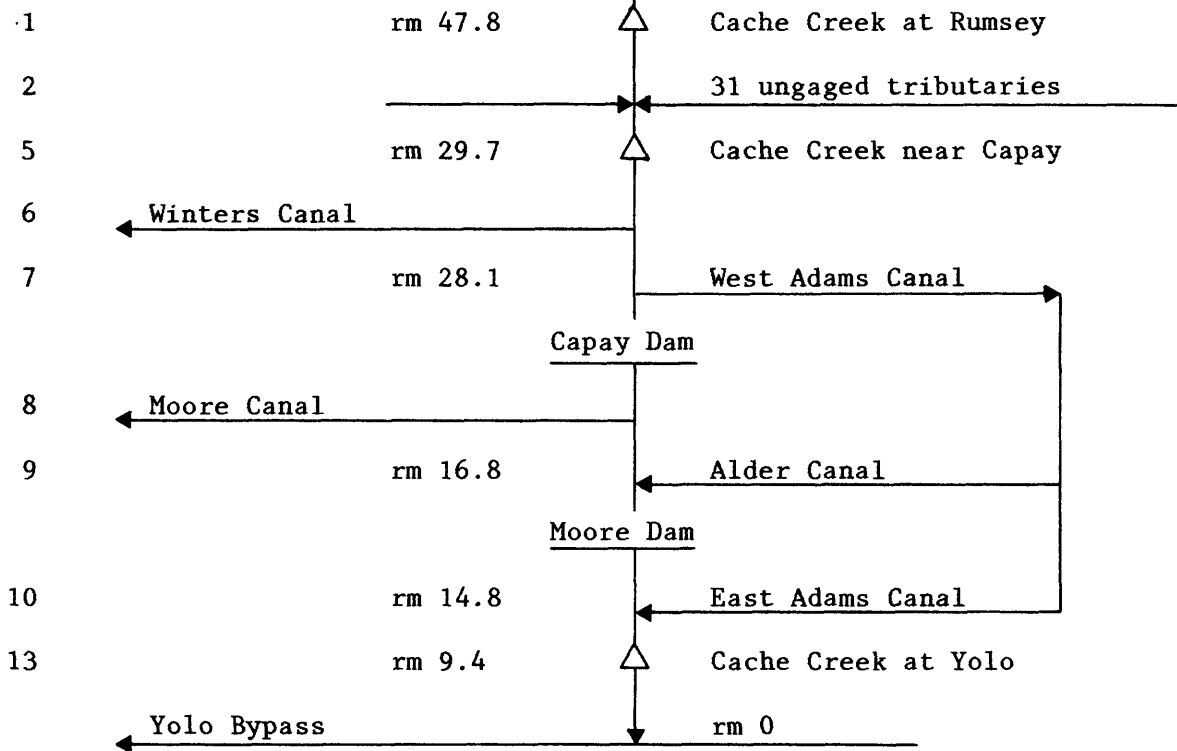 1 rm 47.8 Cache Creek at Rumsey
2 31 ungaged tributaries
5 rm 29.7 Cache Creek near Capay
6 Winters Canal
7 rm 28.1 West Adams Canal
Capay Dam
8 Moore Canal
9 rm 16.8 Alder Canal
Moore Dam
10 rm 14.8 East Adams Canal
13 rm 9.4 Cache Creek at Yolo
Yolo Bypass rm 0